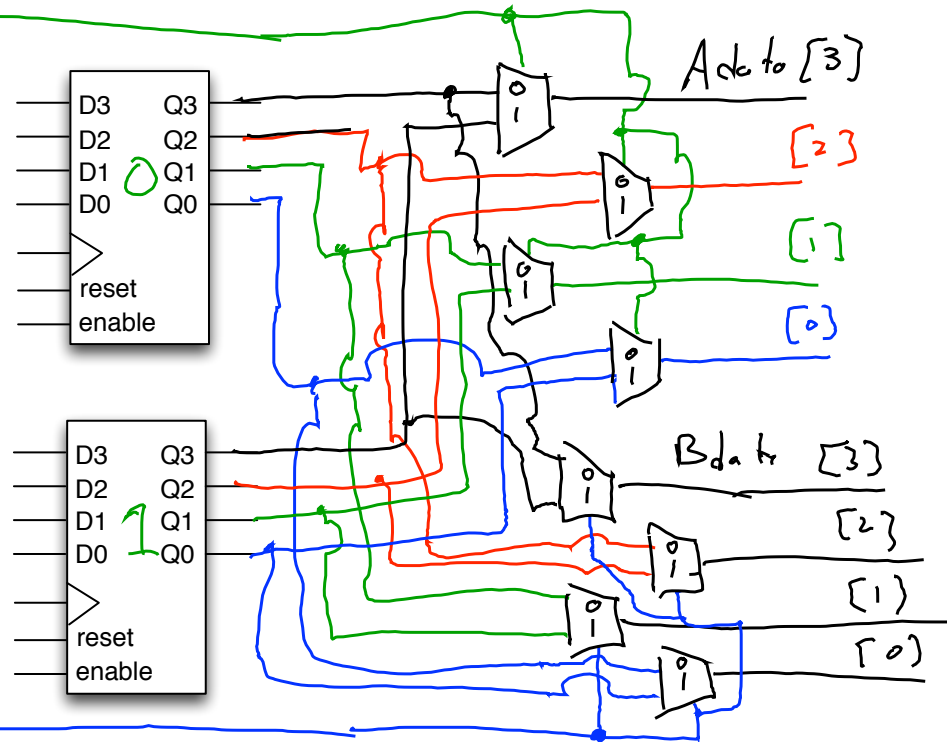 Adata [3]
D3 Q3
D2 Q2
D1 0 Q1
D0 Q0
reset
enable
0
1
[2]
0
1
[1]
0
1
[0]
0
1
D3 Q3
D2 Q2
D1 1 Q1
D0 Q0
reset
enable
Bdata [3]
0
1
[2]
0
1
[1]
0
1
[0]
0
1